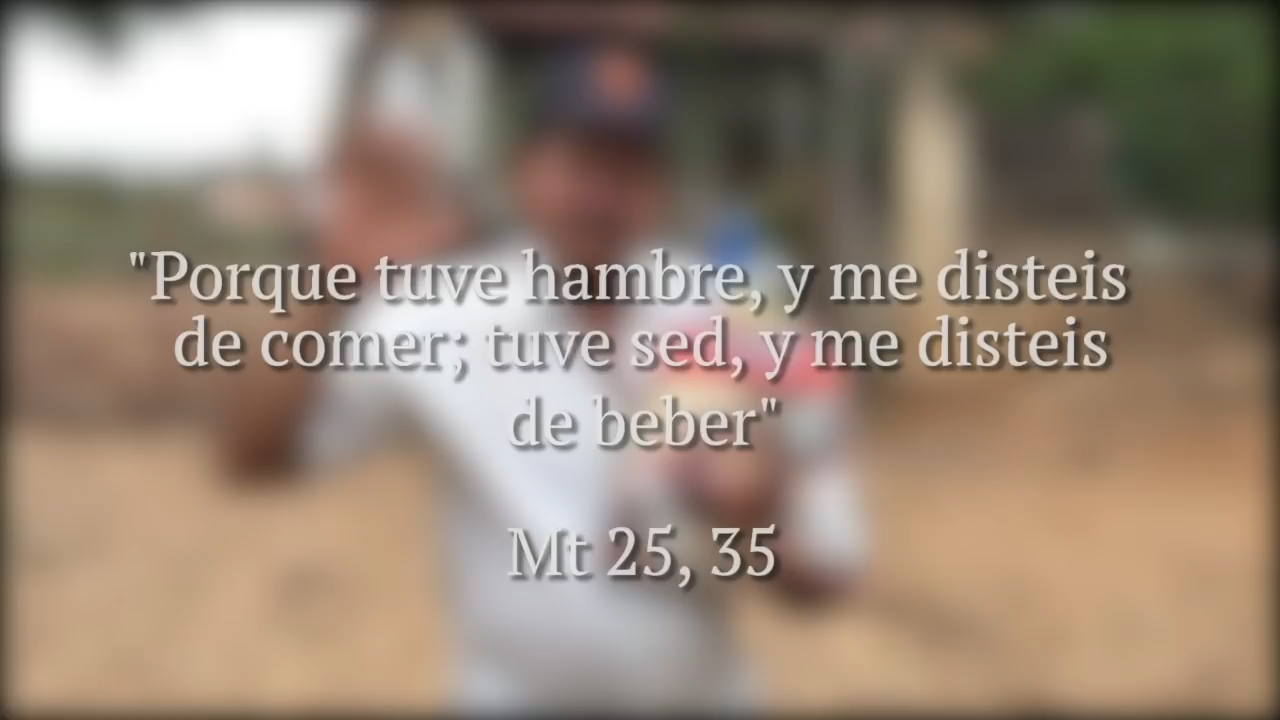 "Porque tuve hambre, y me disteis
de comer; tuve sed, y me disteis
de beber"
Mt 25, 35